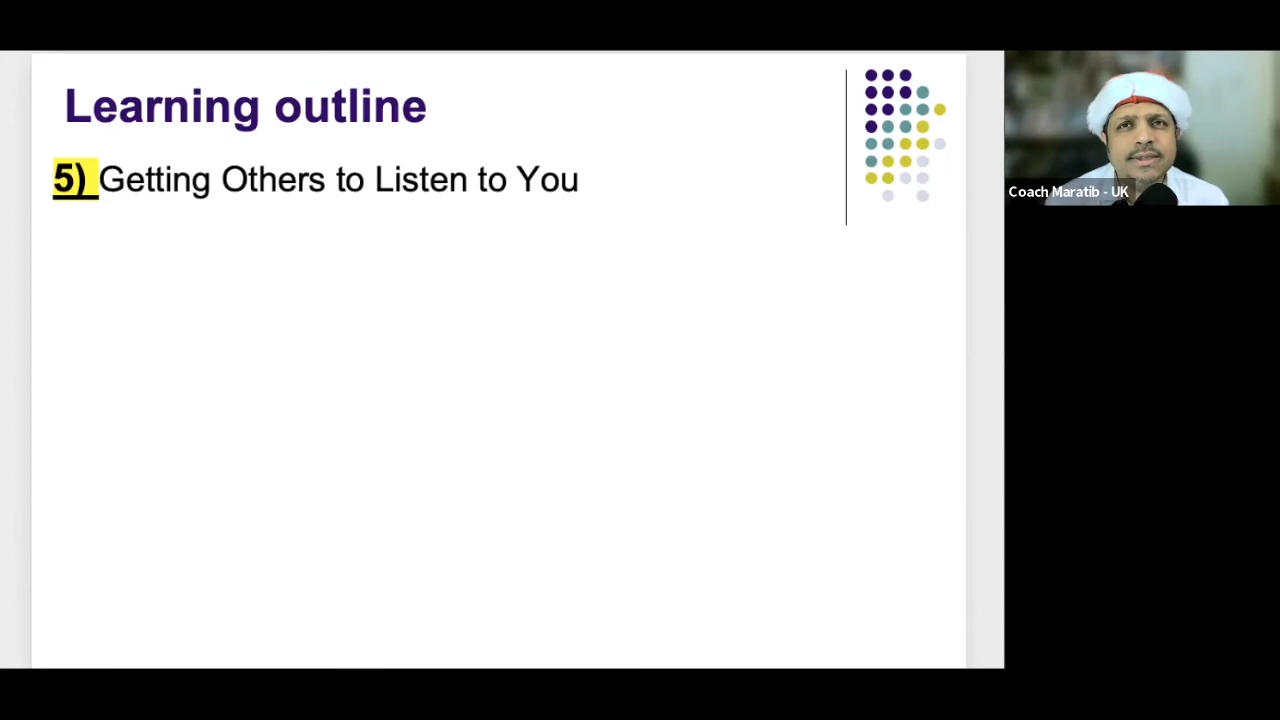 Learning outline
5) Getting Others to Listen to You
Coach Maratib - UK